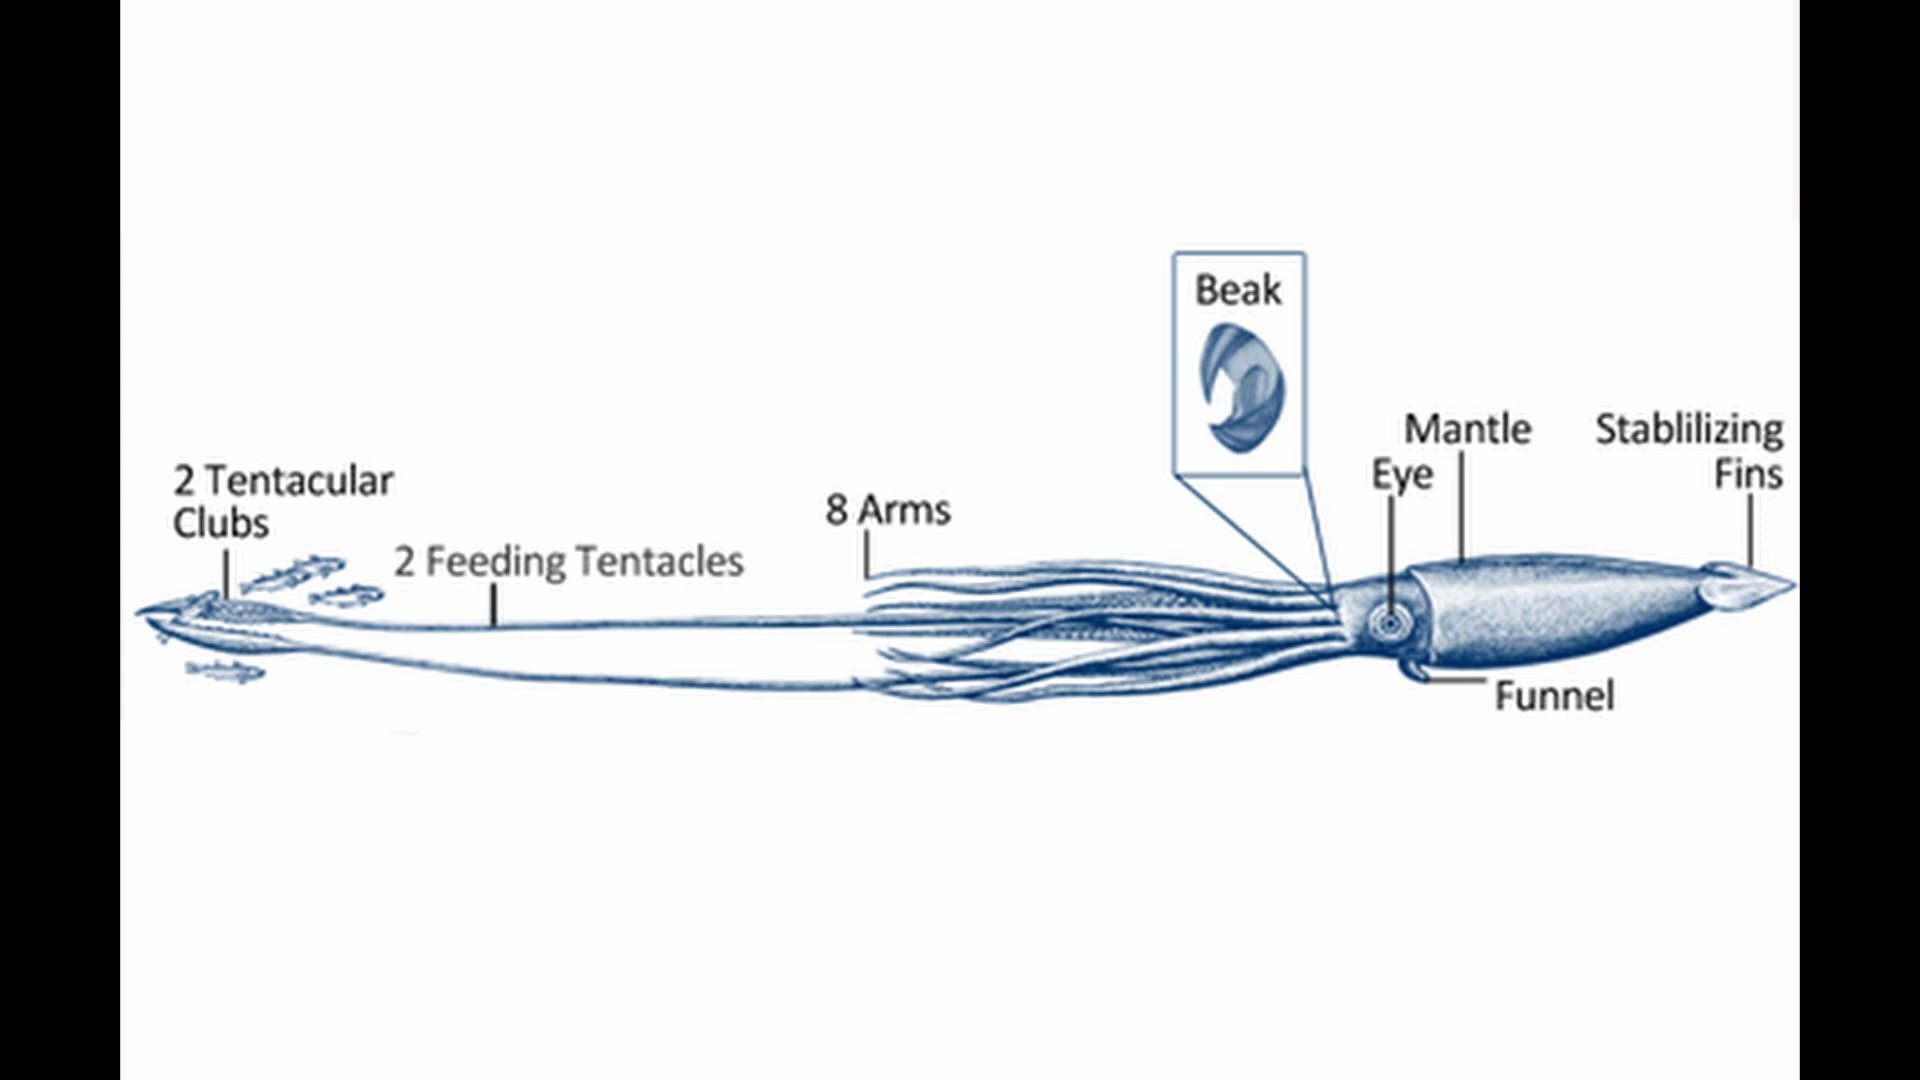 Beak
Mantle
Stablilizing
Eye
Fins
2 Tentacular
Clubs
8 Arms
2 Feeding Tentacles
Funnel